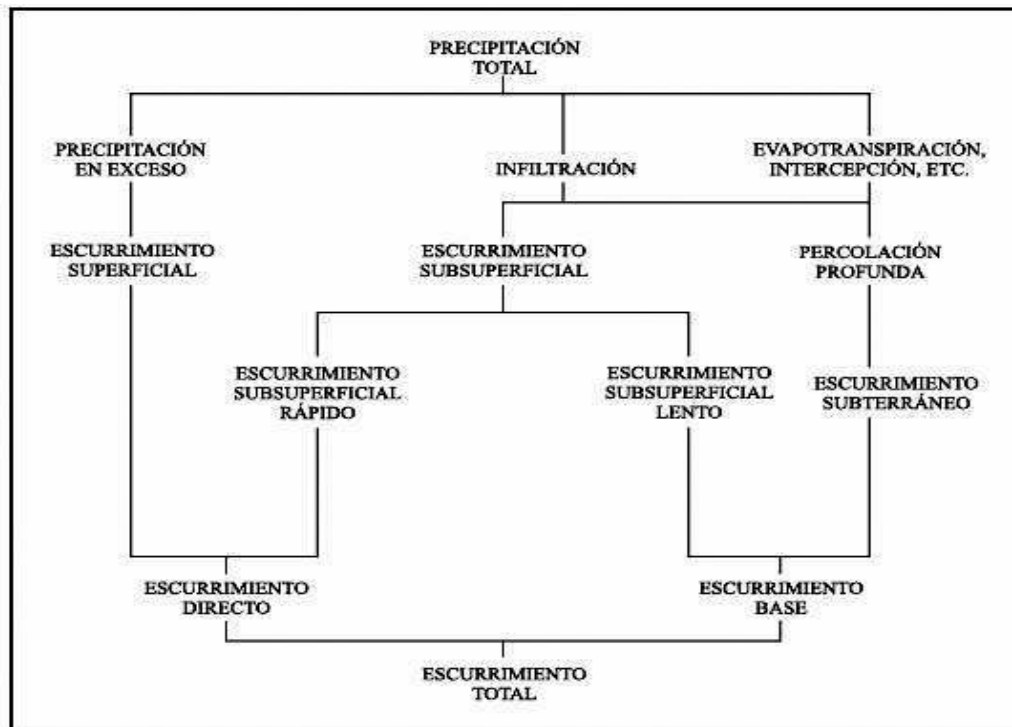 PRECIPITACIÓN
TOTAL
PRECIPITACIÓN
EN EXCESO
INFILTRACIÓN
EVAPOTRANSPIRACIÓN,
INTERCEPCIÓN, ETC.
ESCURRIMIENTO
SUPERFICIAL
ESCURRIMIENTO
SUBSUPERFICIAL
PERCOLACIÓN
PROFUNDA
ESCURRIMIENTO
SUBSUPERFICIAL
RÁPIDO
ESCURRIMIENTO
SUBSUPERFICIAL
LENTO
ESCURRIMIENTO
SUBTERRÁNEO
ESCURRIMIENTO
DIRECTO
ESCURRIMIENTO
BASE
ESCURRIMIENTO
TOTAL